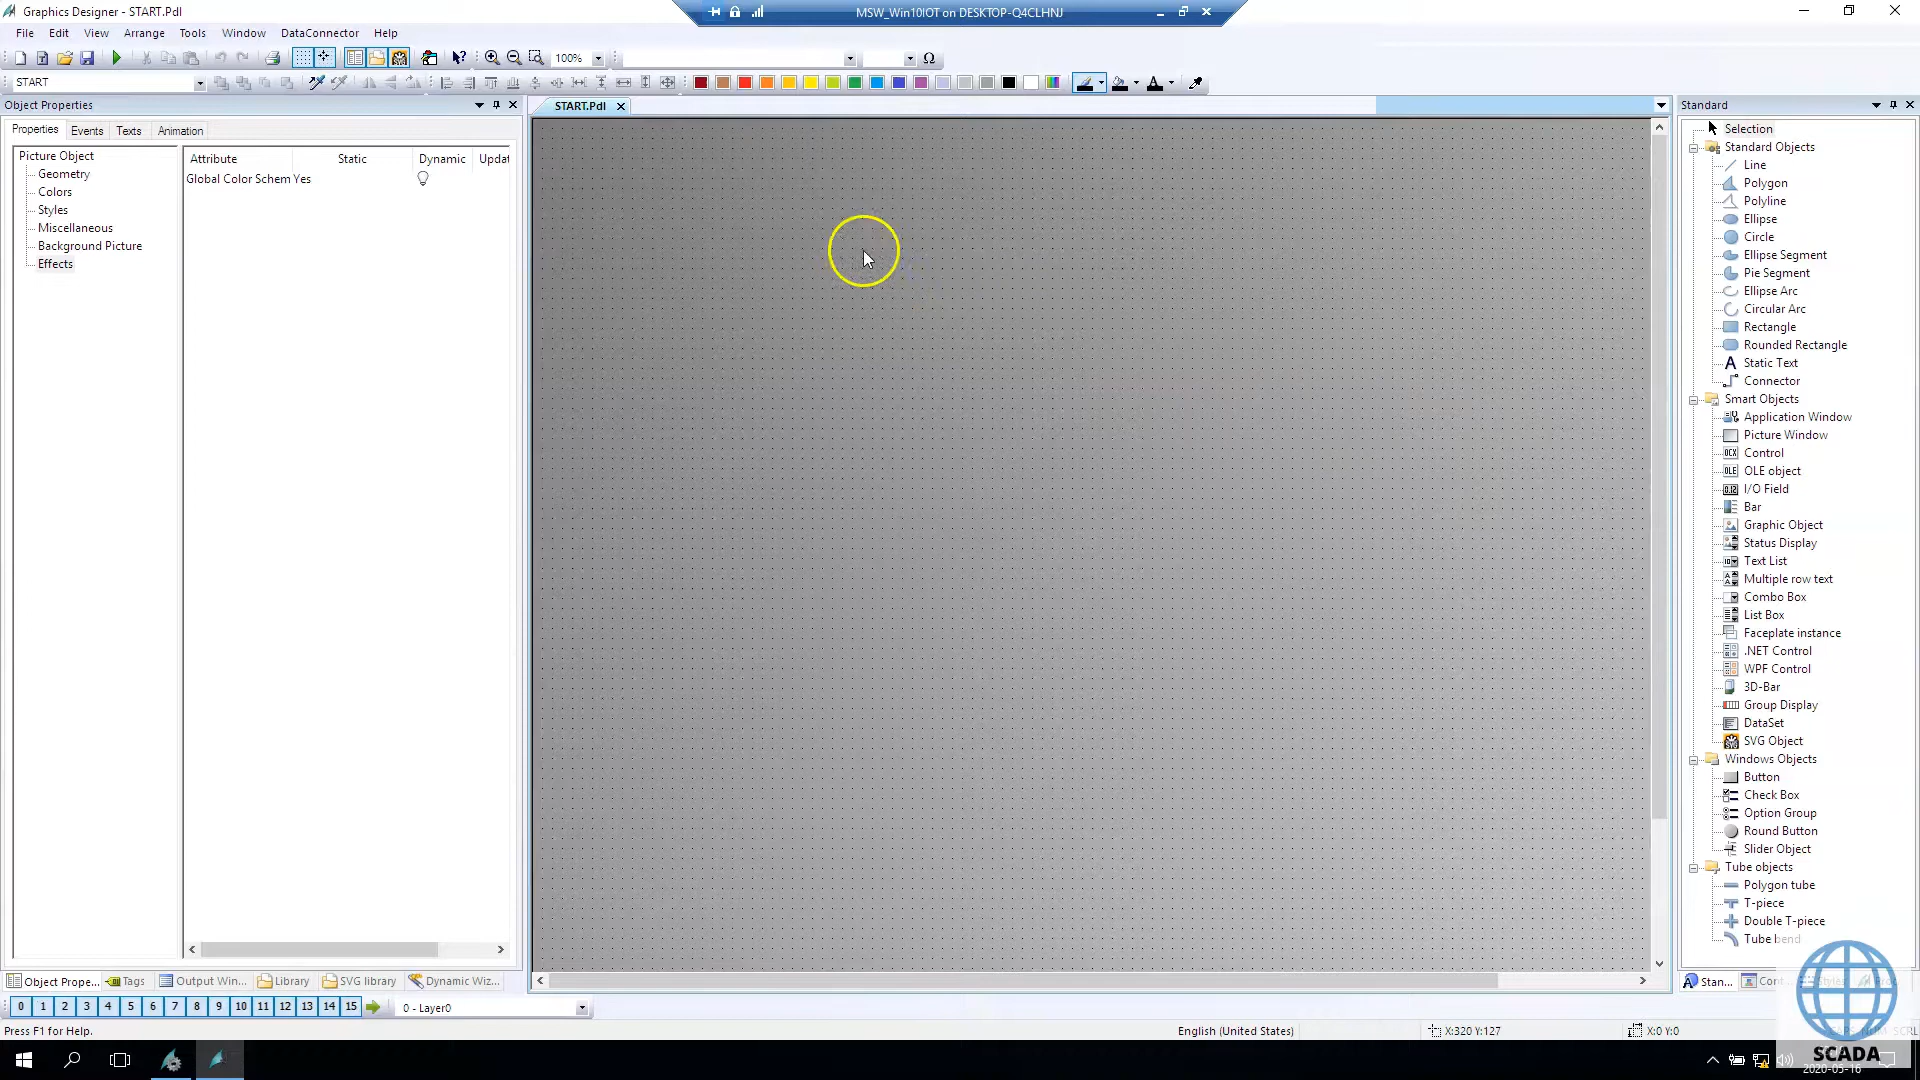 Graphics Designer - START.Pdl
MSW_Win10IOT on DESKTOP-Q4CLHNJ
File Edit View Arrange Tools Window DataConnector Help
100%
START
Object Properties
START.Pdl
Standard
Properties Events Texts Animation
Picture Object
Geometry
Colors
Styles
Miscellaneous
Background Picture
Effects
Attribute Static Dynamic Updat
Global Color Schem Yes
Selection
Standard Objects
Line
Polygon
Polyline
Ellipse
Circle
Ellipse Segment
Pie Segment
Ellipse Arc
Circular Arc
Rectangle
Rounded Rectangle
Static Text
Connector
Smart Objects
Application Window
Picture Window
Control
OLE object
I/O Field
Bar
Graphic Object
Status Display
Text List
Multiple row text
Combo Box
List Box
Faceplate instance
.NET Control
WPF Control
3D-Bar
Group Display
DataSet
SVG Object
Windows Objects
Button
Check Box
Option Group
Round Button
Slider Object
Tube objects
Polygon tube
T-piece
Double T-piece
Tube bend
Object Prope... Tags Output Win... Library SVG library Dynamic Wiz...
Stan...
0 1 2 3 4 5 6 7 8 9 10 11 12 13 14 15 0 - Layer0
Press F1 for Help. English (United States) X:320 Y:127 X:0 Y:0
SCADA
2020-05-16